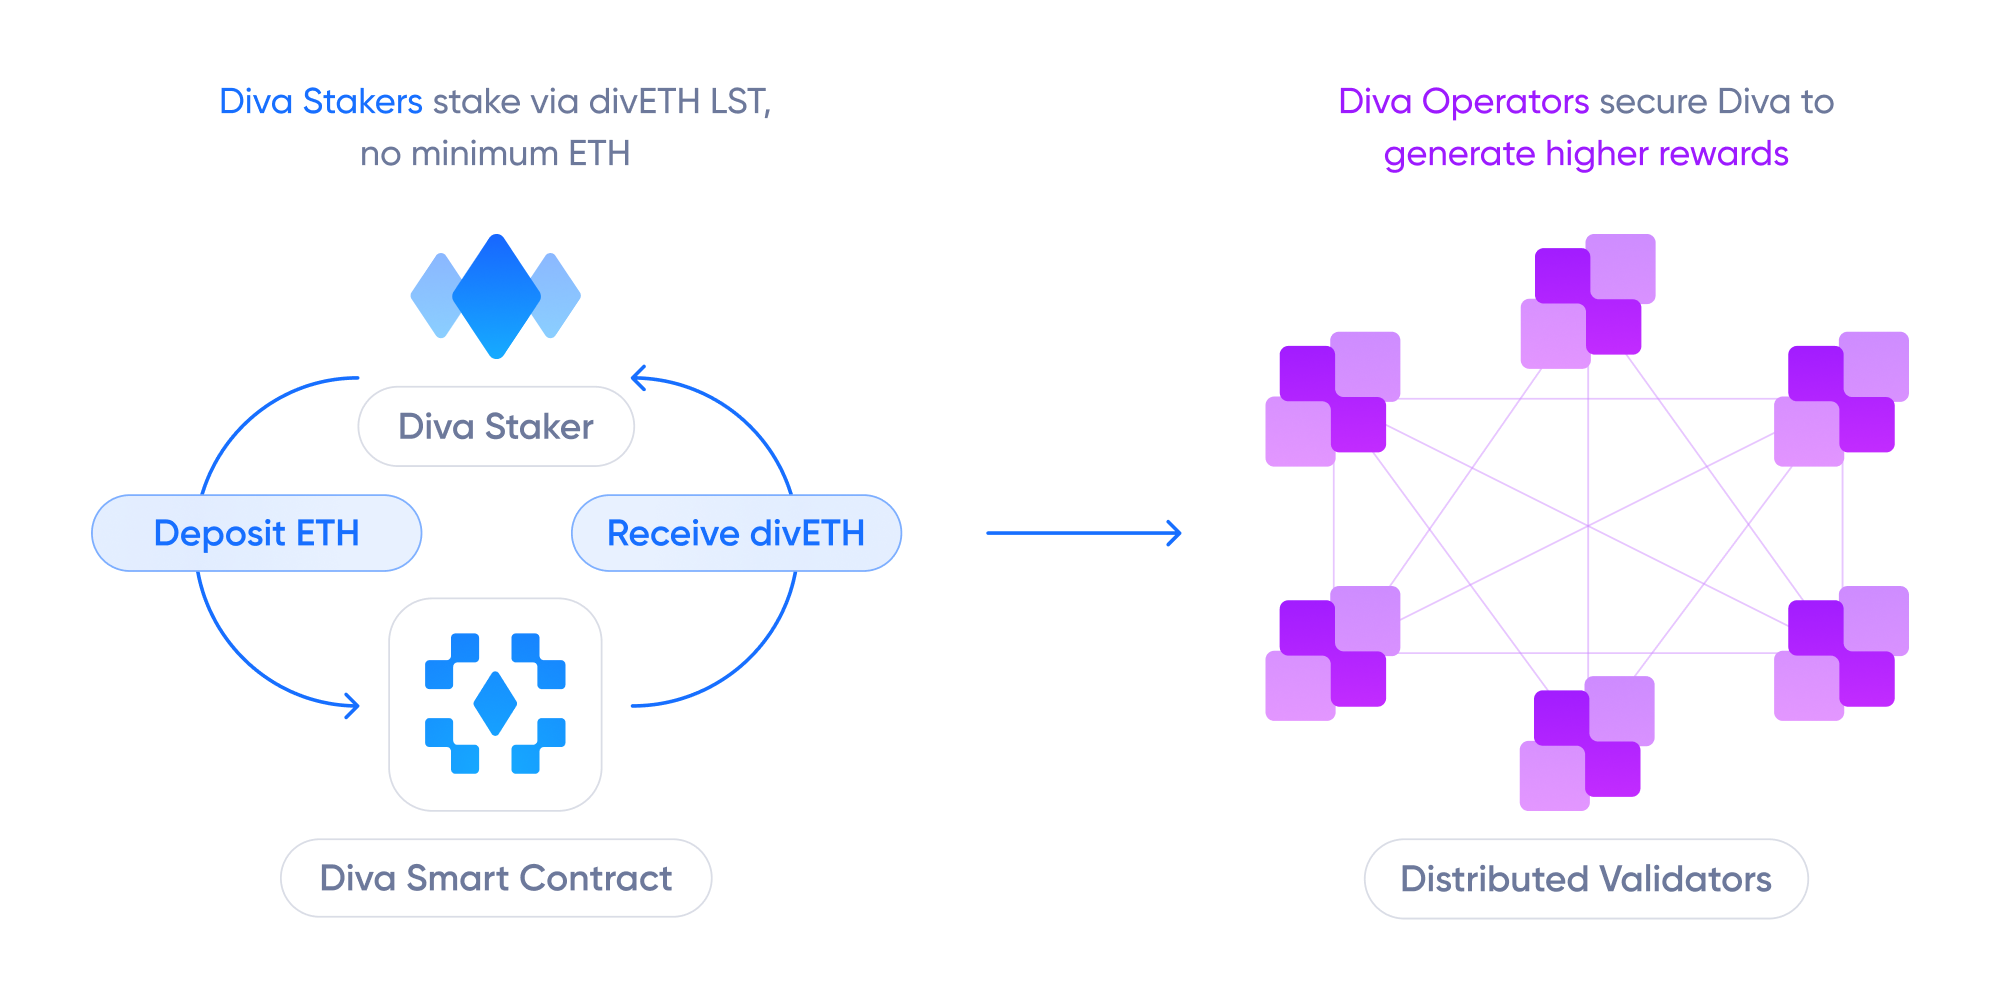 Diva Stakers stake via divETH LST,
no minimum ETH
Diva Staker
Deposit ETH
Receive divETH
Diva Smart Contract
Diva Operators secure Diva to
generate higher rewards
Distributed Validators